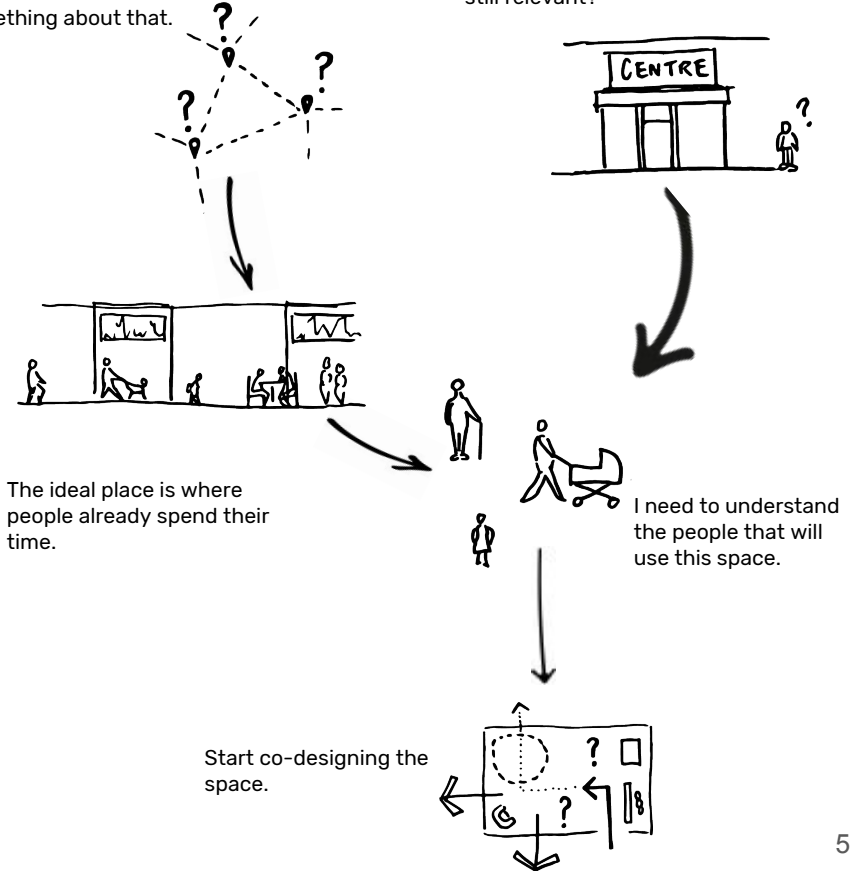 ething about that.
still relevant?
?
?
?
CENTRE
?
The ideal place is where
people already spend their
time.
I need to understand
the people that will
use this space.
Start co-designing the
space.
?
?
5